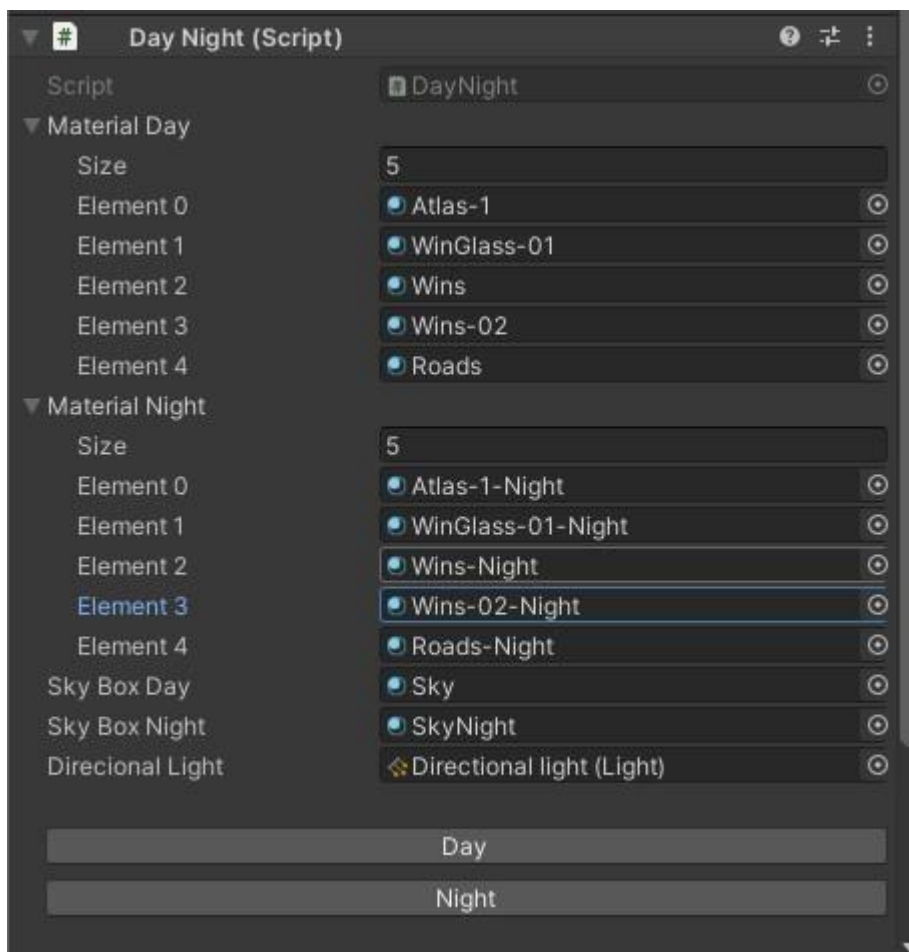 Day Night (Script)
Script DayNight
Material Day
Size 5
Element 0 Atlas-1
Element 1 WinGlass-01
Element 2 Wins
Element 3 Wins-02
Element 4 Roads
Material Night
Size 5
Element 0 Atlas-1-Night
Element 1 WinGlass-01-Night
Element 2 Wins-Night
Element 3 Wins-02-Night
Element 4 Roads-Night
Sky Box Day Sky
Sky Box Night SkyNight
Direcional Light Directional light (Light)
Day
Night